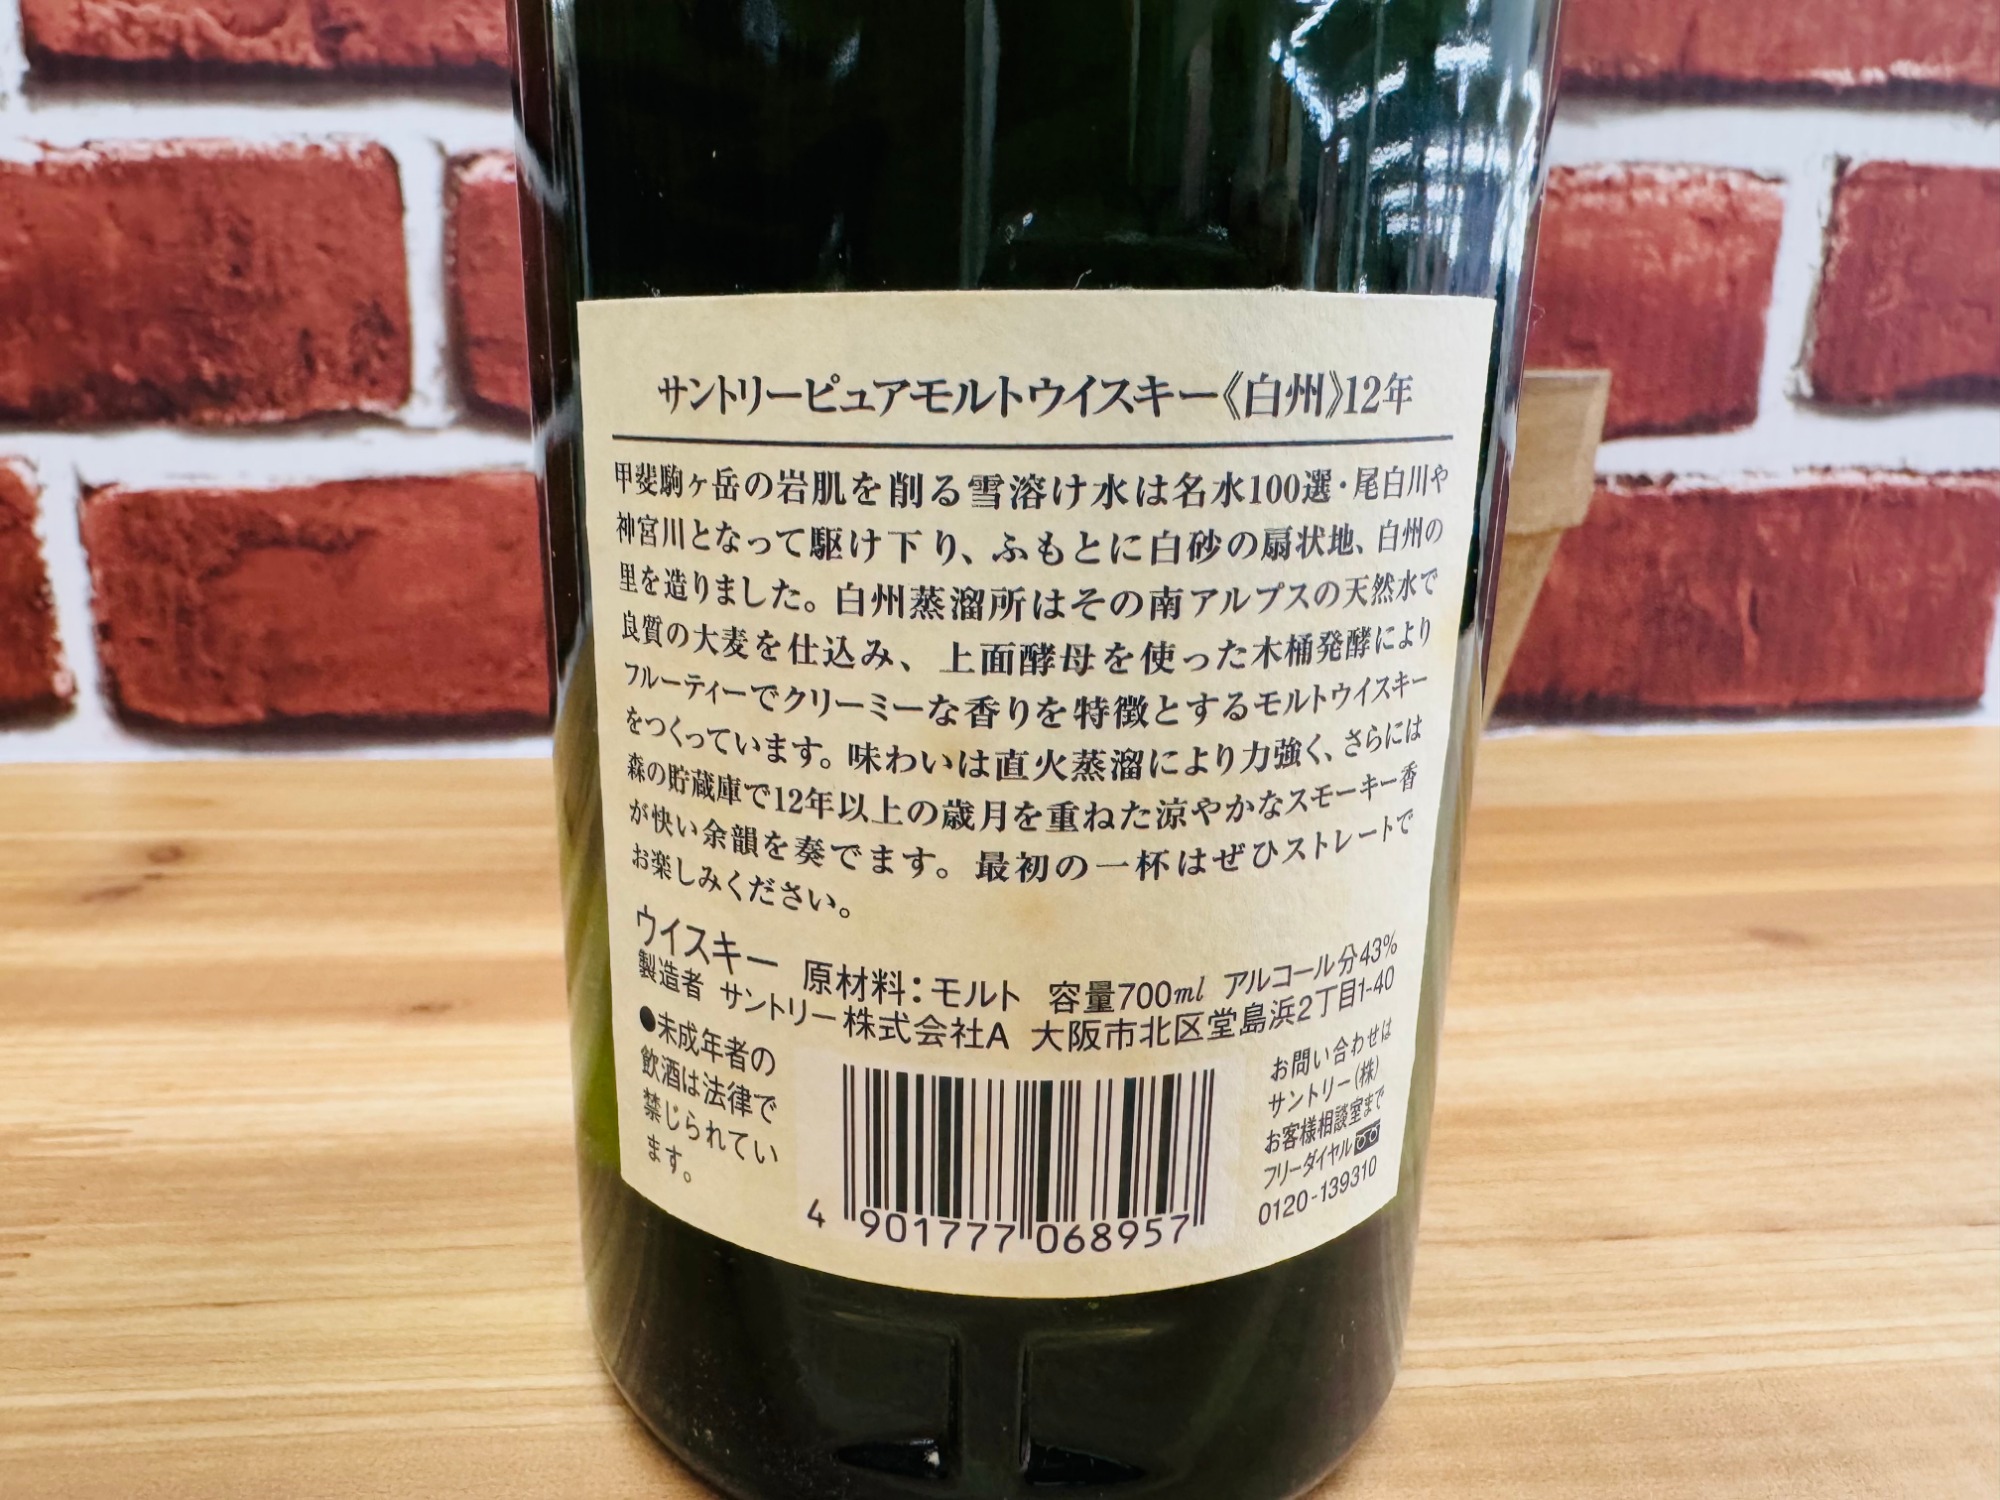 サントリーピュアモルトウイスキー《白州》12年
甲斐駒ヶ岳の岩肌を削る雪溶け水は名水100選・尾白川や
神宮川となって駆け下り、ふもとに白砂の扇状地、白州の
里を造りました。白州蒸溜所はその南アルプスの天然水で
良質の大麦を仕込み、上面酵母を使った木桶発酵により
フルーティーでクリーミーな香りを特徴とするモルトウイスキー
をつくっています。味わいは直火蒸溜により力強く、さらには
森の貯蔵庫で12年以上の歳月を重ねた涼やかなスモーキー香
が快い余韻を奏でます。最初の一杯はぜひストレートで
お楽しみください。
ウイスキー 原材料：モルト 容量700ml アルコール分43%
製造者 サントリー株式会社A 大阪市北区堂島浜2丁目1-40
●未成年者の
飲酒は法律で
禁じられてい
ます。
4 901777 068957
お問い合わせは
サントリー(株)
お客様相談室まで
フリーダイヤル
0120-139310